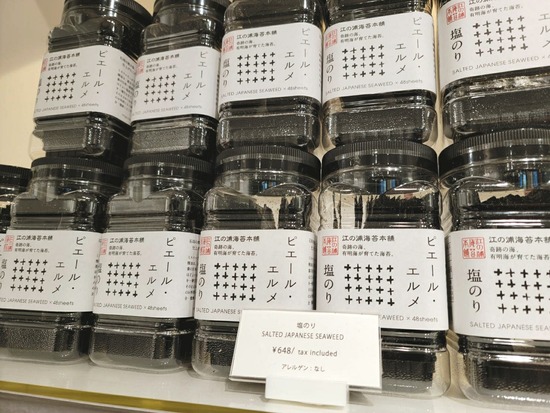 江の浦海苔本舗
奇跡の海、
有明海が育てた海苔。
ピエール・
エルメ
塩のり
SALTED JAPANESE SEAWEED × 48sheets
塩のり
SALTED JAPANESE SEAWEED
¥648/ tax included
アレルゲン：なし